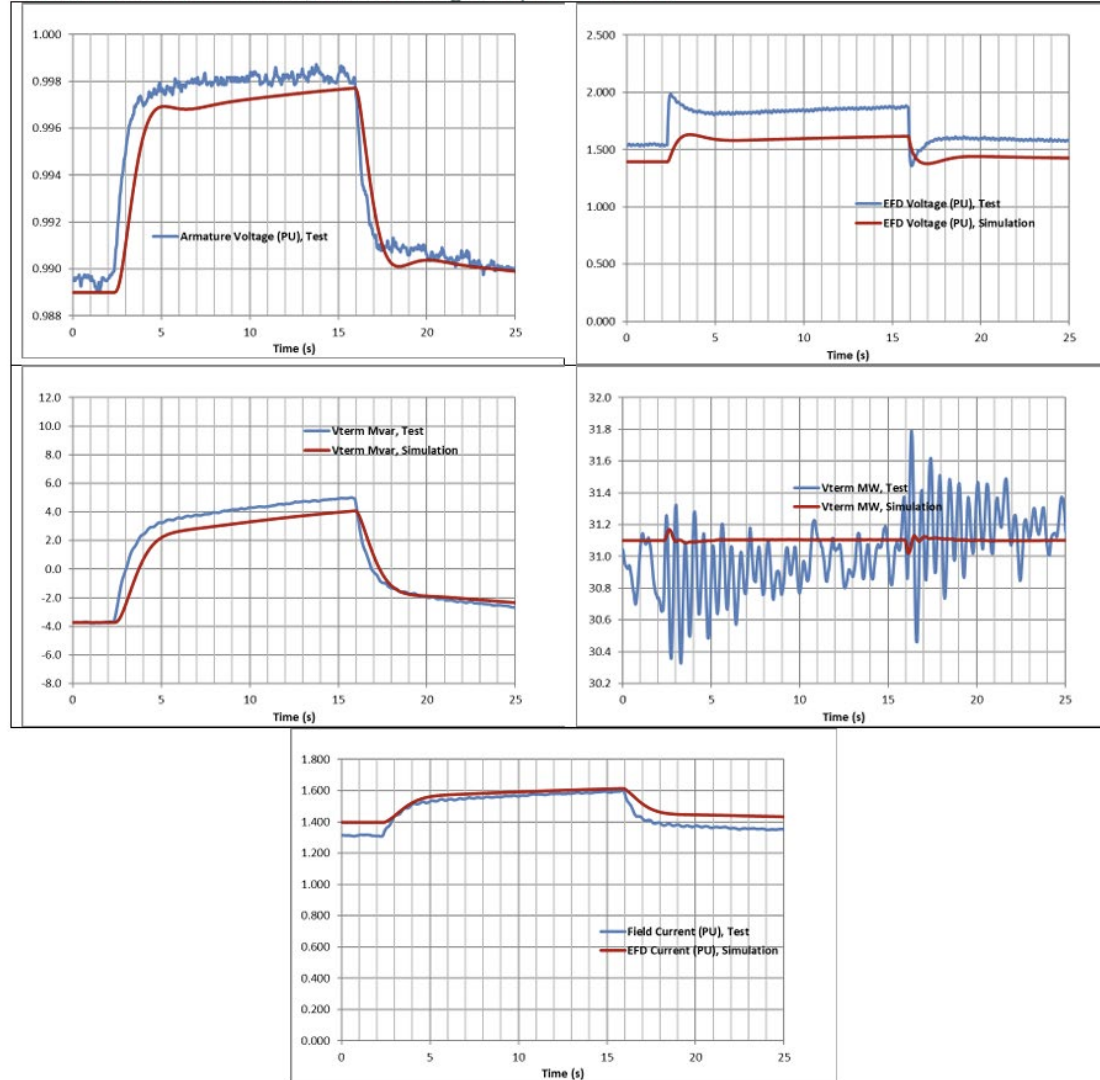 1.000
0.998
0.996
0.994
0.992
0.990
0.988
Armature Voltage (PU), Test
0 5 10 15 20 25
Time (s)
2.500
2.000
1.500
1.000
0.500
0.000
EFD Voltage (PU), Test
EFD Voltage (PU), Simulation
0 5 10 15 20 25
Time (s)
12.0
10.0
8.0
6.0
4.0
2.0
0.0
-2.0
-4.0
-6.0
-8.0
Vterm Mvar, Test
Vterm Mvar, Simulation
0 5 10 15 20 25
Time (s)
32.0
31.8
31.6
31.4
31.2
31.0
30.8
30.6
30.4
30.2
Vterm MW, Test
Vterm MW, Simulation
0 5 10 15 20 25
Time (s)
1.800
1.600
1.400
1.200
1.000
0.800
0.600
0.400
0.200
0.000
Field Current (PU), Test
EFD Current (PU), Simulation
0 5 10 15 20 25
Time (s)